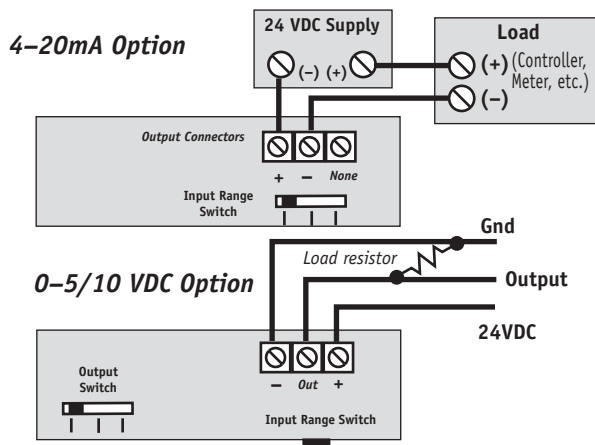 4–20mA Option
24 VDC Supply
(–) (+)
Load
(+) (Controller,
Meter, etc.)
(–)
Output Connectors
+ – None
Input Range
Switch
Gnd
Load resistor
0–5/10 VDC Option
Output
24VDC
– Out +
Output
Switch
Input Range Switch